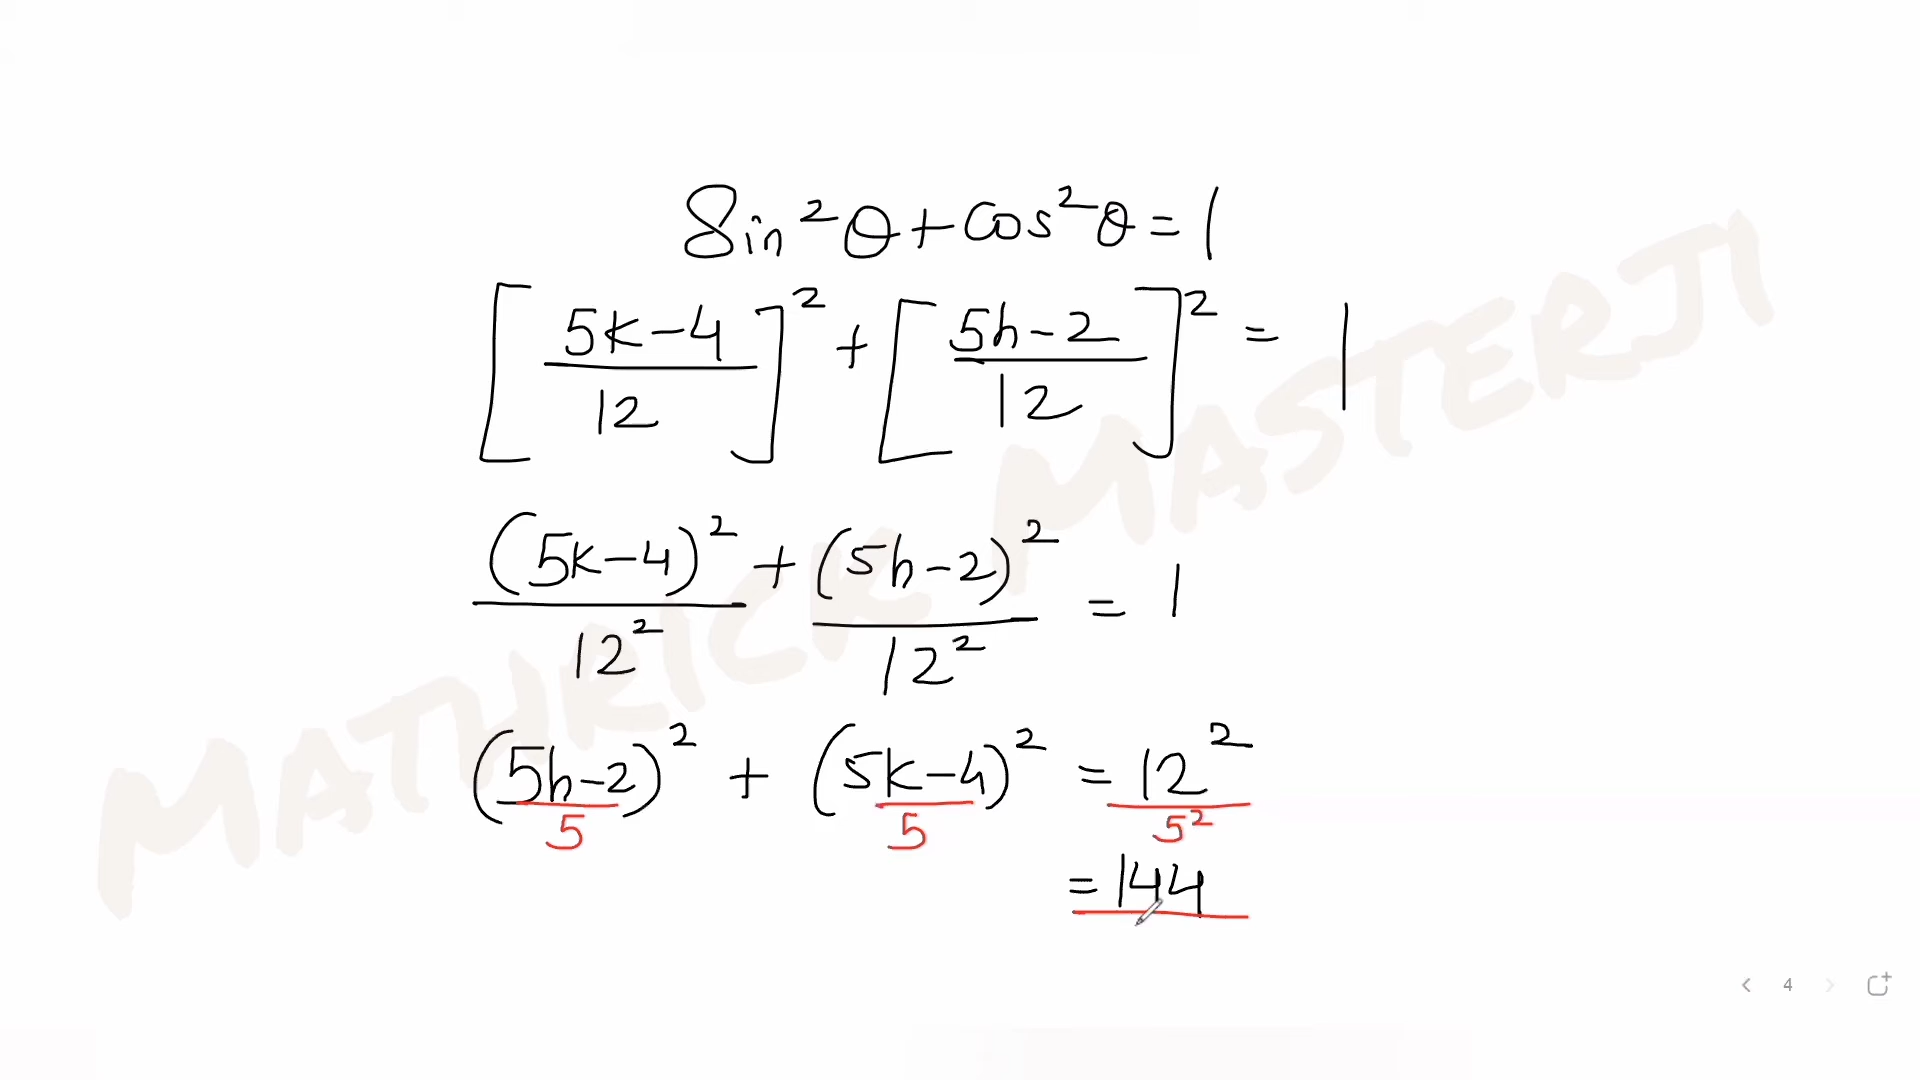 Sin²θ+cos²θ=1
[5k-4/12]² + [5h-2/12]² = 1
(5k-4)²/12² + (5h-2)²/12² = 1
(5h-2)²/5 + (5k-4)²/5 = 12²/5²
=144
MATHRICK MASTERJI
4